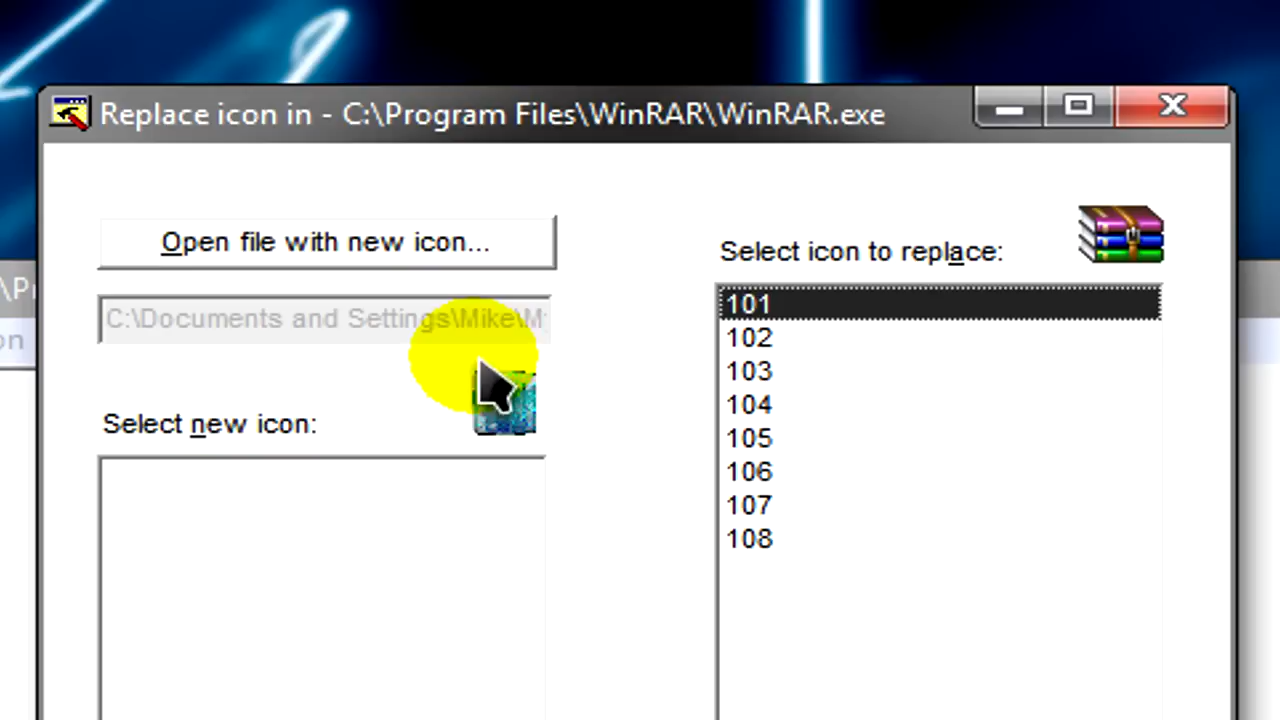 Replace icon in - C:\Program Files\WinRAR\WinRAR.exe
Open file with new icon...
Select icon to replace:
C:\Documents and Settings\Mike\M
Select new icon:
101
102
103
104
105
106
107
108